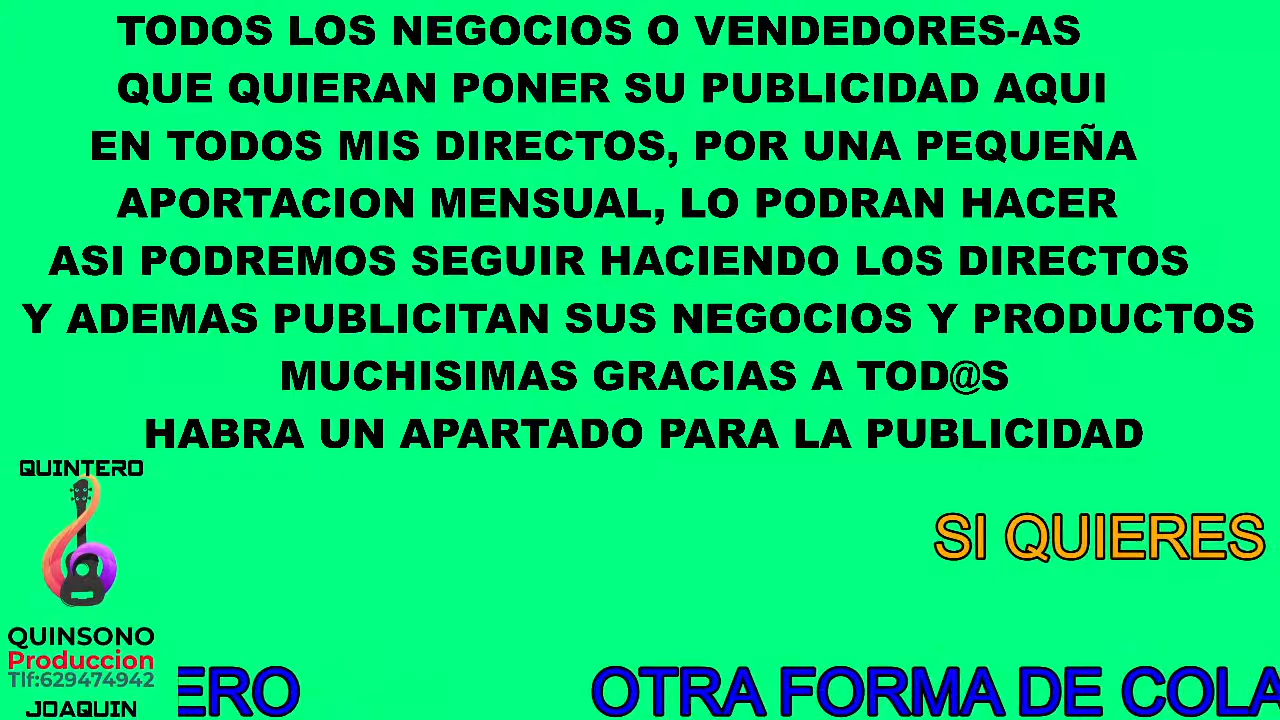 TODOS LOS NEGOCIOS O VENDEDORES-AS
QUE QUIERAN PONER SU PUBLICIDAD AQUI
EN TODOS MIS DIRECTOS, POR UNA PEQUEÑA
APORTACION MENSUAL, LO PODRAN HACER
ASI PODREMOS SEGUIR HACIENDO LOS DIRECTOS
Y ADEMAS PUBLICITAN SUS NEGOCIOS Y PRODUCTOS
MUCHISIMAS GRACIAS A TOD@S
HABRA UN APARTADO PARA LA PUBLICIDAD
QUINTERO
SI QUIERES
QUINSONO
Produccion
Tlf:629474942
JOAQUIN
ERO OTRA FORMA DE COLA